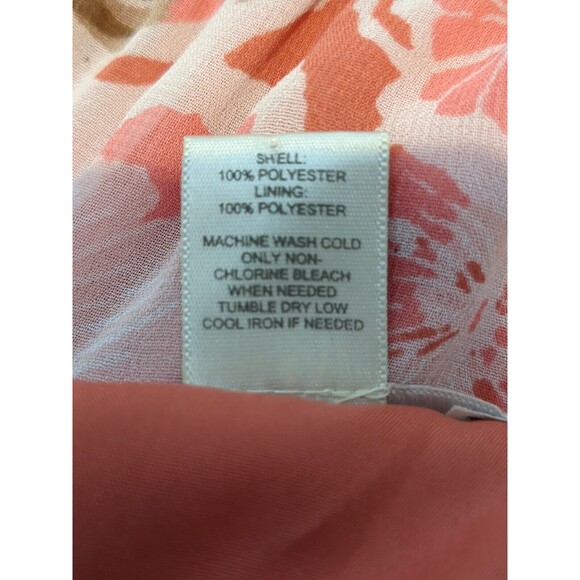 SHELL:
100% POLYESTER
LINING:
100% POLYESTER
MACHINE WASH COLD
ONLY NON-
CHLORINE BLEACH
WHEN NEEDED
TUMBLE DRY LOW
COOL IRON IF NEEDED